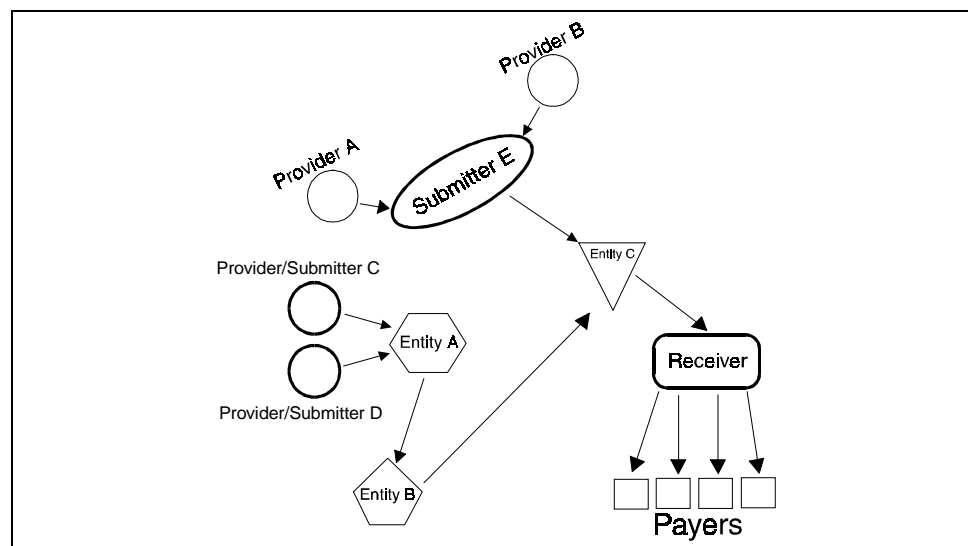 Provider B
Provider A
Submitter E
Entity C
Provider/Submitter C
Entity A
Receiver
Provider/Submitter D
Entity B
Payers